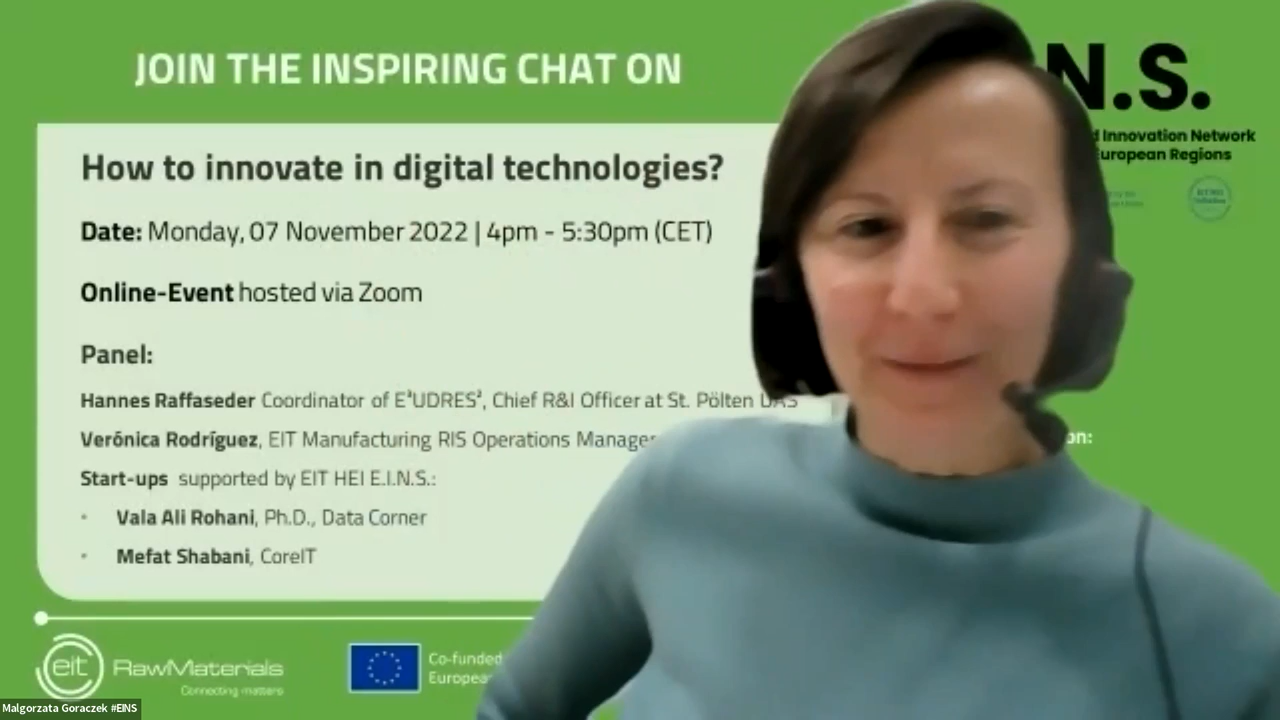 JOIN THE INSPIRING CHAT ON
N.S.
d Innovation Network
European Regions
How to innovate in digital technologies?
Date: Monday, 07 November 2022 | 4pm - 5:30pm (CET)
Online-Event hosted via Zoom
Panel:
Hannes Raffaseder Coordinator of E³UDRES², Chief R&I Officer at St. Pölten UAS
Verónica Rodríguez, EIT Manufacturing RIS Operations Manager
on:
Start-ups supported by EIT HEI E.I.N.S.:
• Vala Ali Rohani, Ph.D., Data Corner
• Mefat Shabani, CoreIT
eit RawMaterials
Connecting matters
Co-funded
European
Malgorzata Goraczek #EINS